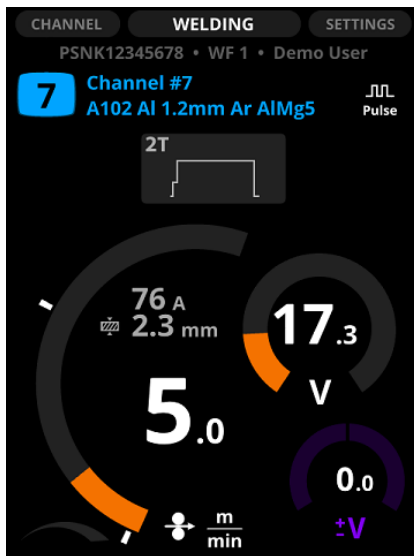 CHANNEL WELDING SETTINGS
PSNK12345678 • WF 1 • Demo User
7
Channel #7
A102 Al 1.2mm Ar AlMg5
Pulse
2T
76 A
2.3 mm
17.3
V
5.0
0.0
m
min
±V